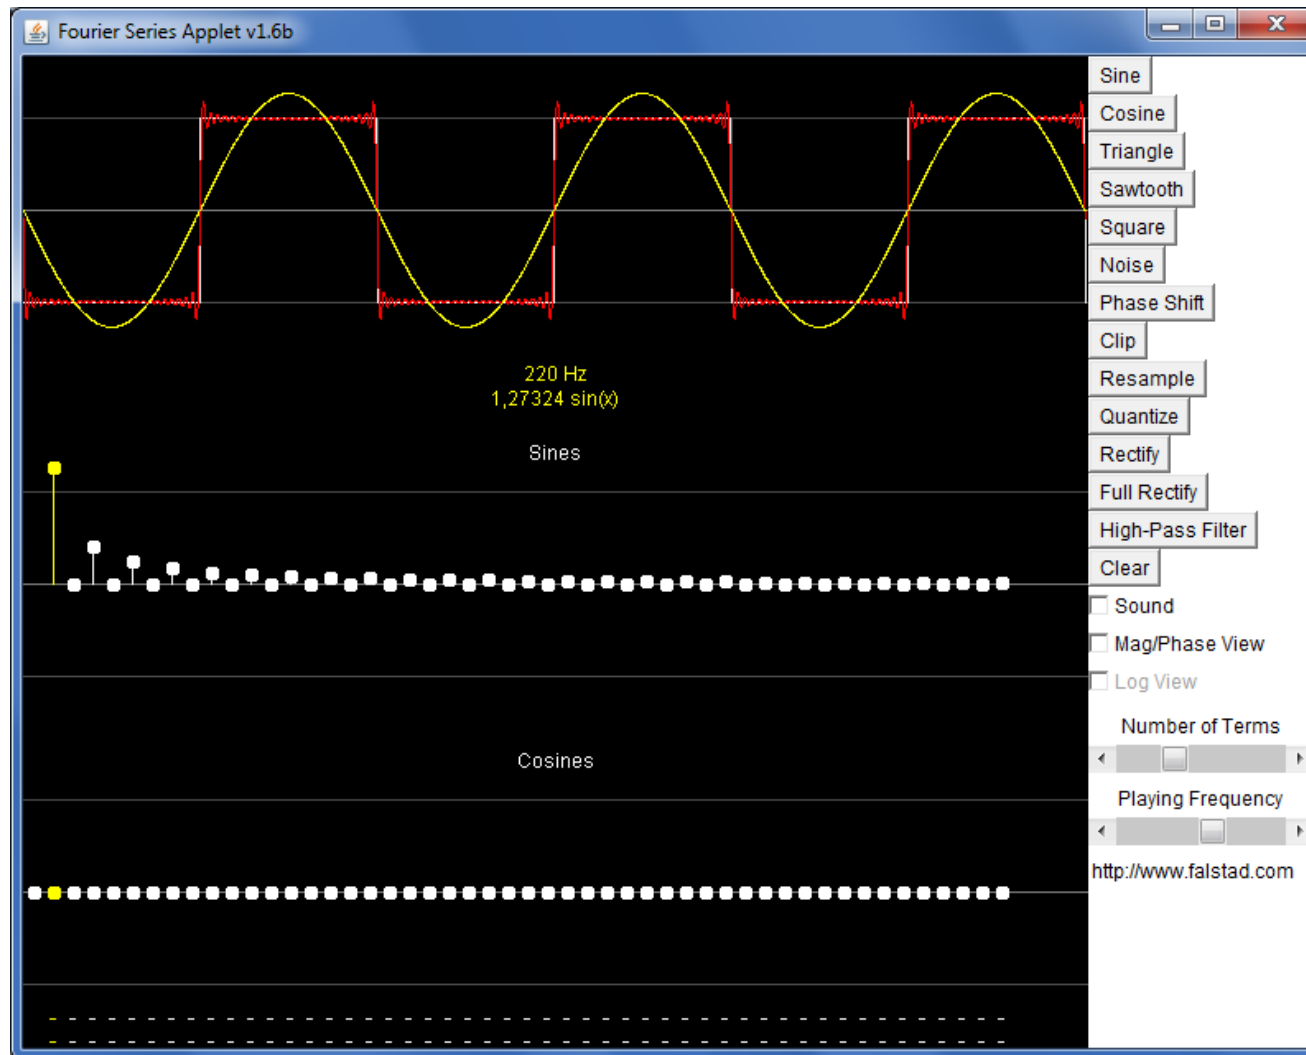 Fourier Series Applet v1.6b
220 Hz
1,27324 sin(x)
Sines
Cosines
Sine
Cosine
Triangle
Sawtooth
Square
Noise
Phase Shift
Clip
Resample
Quantize
Rectify
Full Rectify
High-Pass Filter
Clear
Sound
Mag/Phase View
Log View
Number of Terms
Playing Frequency
http://www.falstad.com